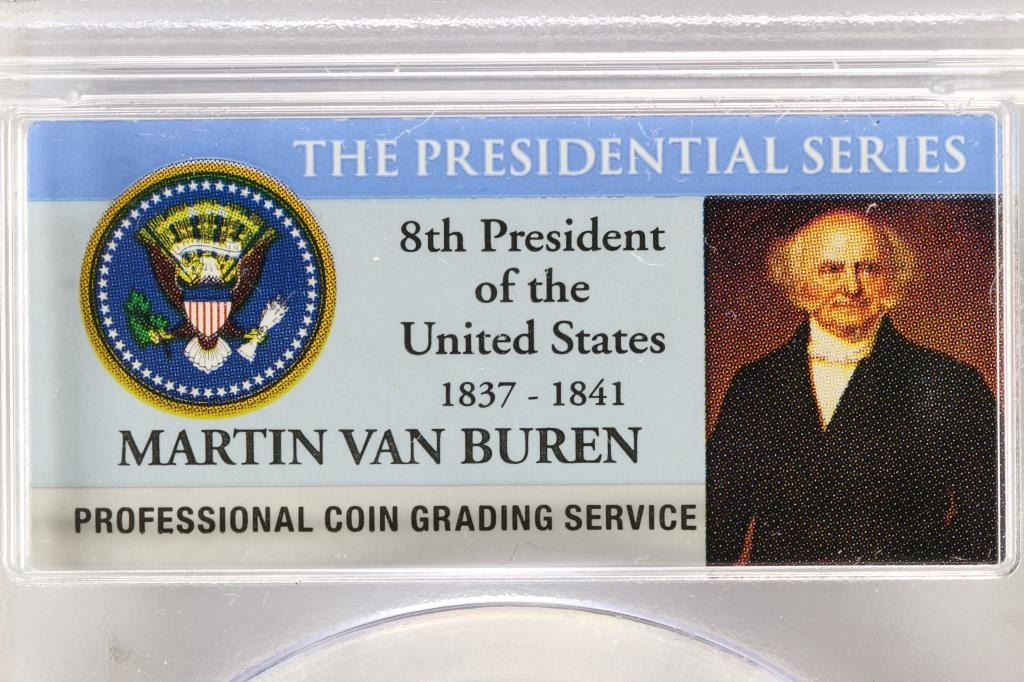 THE PRESIDENTIAL SERIES
8th President
of the
United States
1837 - 1841
MARTIN VAN BUREN
PROFESSIONAL COIN GRADING SERVICE